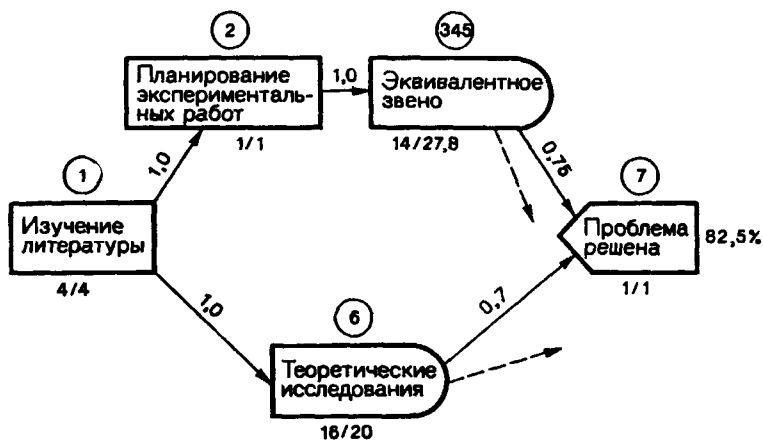 2
Планирование
эксперименталь-
ных работ
1/1
1,0
345
Эквивалентное
звено
14/27,8
0,75
1,0
1
Изучение
литературы
4/4
7
Проблема
решена
1/1
82,5%
1,0
6
Теоретические
исследования
16/20
0,7